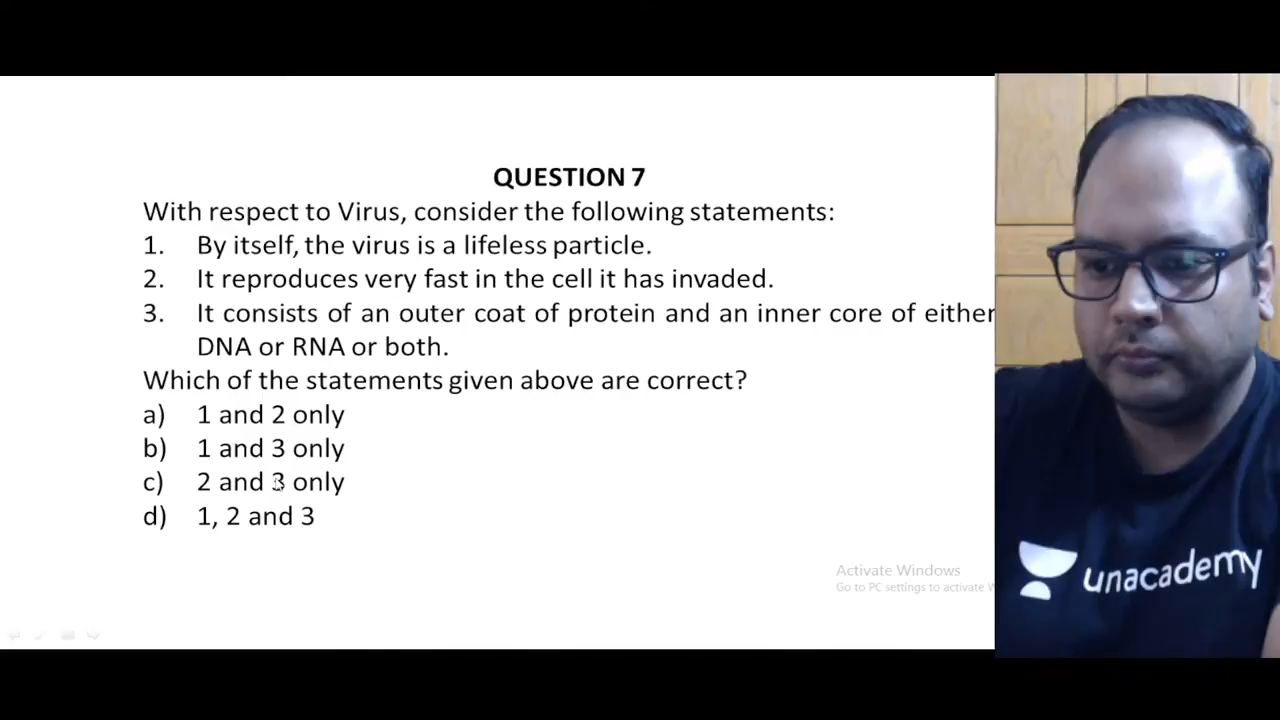 QUESTION 7
With respect to Virus, consider the following statements:
1. By itself, the virus is a lifeless particle.
2. It reproduces very fast in the cell it has invaded.
3. It consists of an outer coat of protein and an inner core of either
DNA or RNA or both.
Which of the statements given above are correct?
a) 1 and 2 only
b) 1 and 3 only
c) 2 and 3 only
d) 1, 2 and 3
Activate Windows
Go to PC settings to activate
unacademy